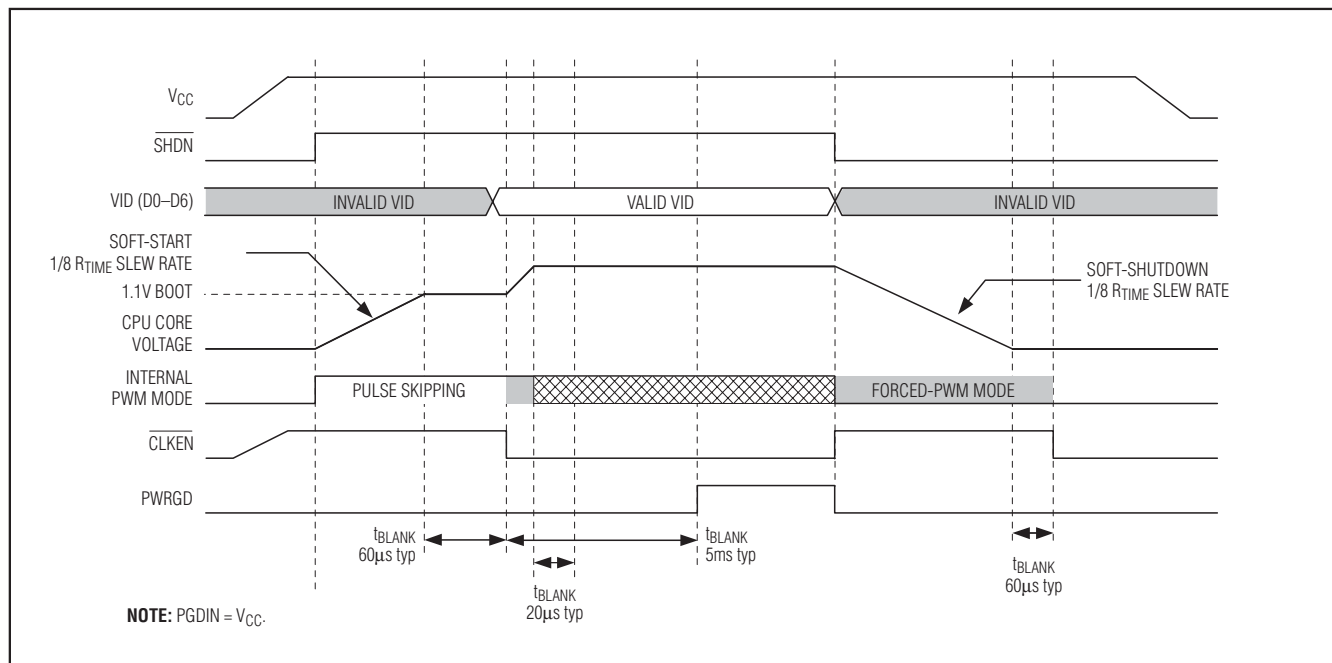 VCC
SHDN
VID (D0–D6)
INVALID VID
VALID VID
INVALID VID
SOFT-START
1/8 RTIME SLEW RATE
1.1V BOOT
CPU CORE
VOLTAGE
SOFT-SHUTDOWN
1/8 RTIME SLEW RATE
INTERNAL
PWM MODE
PULSE SKIPPING
FORCED-PWM MODE
CLKEN
PWRGD
tBLANK
60μs typ
tBLANK
20μs typ
tBLANK
5ms typ
tBLANK
60μs typ
NOTE: PGDIN = VCC.